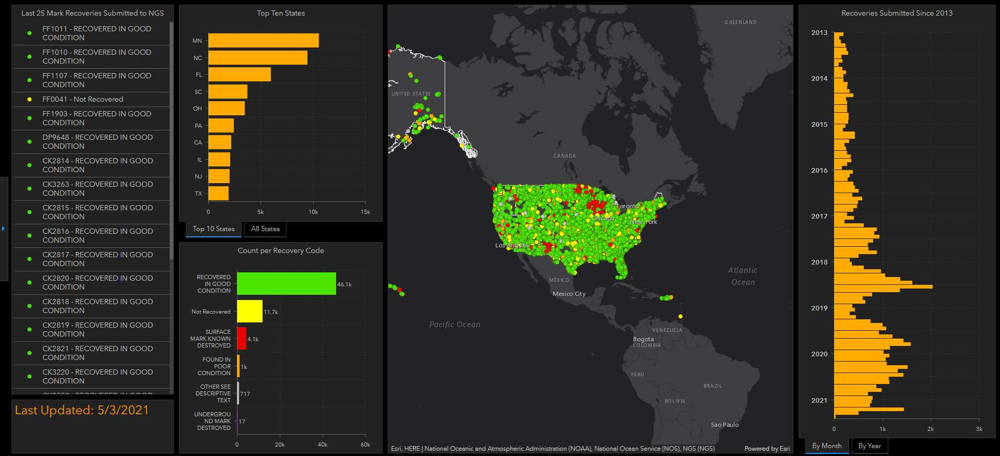 Last 25 Mark Recoveries Submitted to NGS
FF1011 - RECOVERED IN GOOD
CONDITION
FF1010 - RECOVERED IN GOOD
CONDITION
FF1107 - RECOVERED IN GOOD
CONDITION
FF0041 - Not Recovered
FF1903 - RECOVERED IN GOOD
CONDITION
DP9648 - RECOVERED IN GOOD
CONDITION
CK2814 - RECOVERED IN GOOD
CONDITION
CK3263 - RECOVERED IN GOOD
CONDITION
CK2815 - RECOVERED IN GOOD
CONDITION
CK2816 - RECOVERED IN GOOD
CONDITION
CK2817 - RECOVERED IN GOOD
CONDITION
CK2820 - RECOVERED IN GOOD
CONDITION
CK2818 - RECOVERED IN GOOD
CONDITION
CK2819 - RECOVERED IN GOOD
CONDITION
CK2821 - RECOVERED IN GOOD
CONDITION
CK3220 - RECOVERED IN GOOD
CONDITION
Last Updated: 5/3/2021
Top Ten States
MN
NC
FL
SC
OH
PA
CA
IL
NJ
TX
0 5k 10k 15k
Top 10 States All States
Count per Recovery Code
RECOVERED
IN GOOD
CONDITION
46.1k
Not Recovered
11.7k
SURFACE
MARK KNOWN
DESTROYED
4.1k
FOUND IN
POOR
CONDITION
1k
OTHER SEE
DESCRIPTIVE
TEXT
717
UNDERGROU
ND MARK
DESTROYED
17
0 20k 40k 60k
GREENLAND
UNITED STATES
CANADA
Toronto
Chicago
New York
Los Angeles
Atlantic
Ocean
MÉXICO
Mexico City
Pacific Ocean
VENEZUELA
Bogota
COLOMBIA
PERÚ
BRAZIL
BOLIVIA
Sao Paulo
Esri, HERE | National Oceanic and Atmospheric Administration (NOAA), National Ocean Service (NOS), NGS (NGS) Powered by Esri
Recoveries Submitted Since 2013
2013
2014
2015
2016
2017
2018
2019
2020
2021
0 1k 2k 3k
By Month By Year